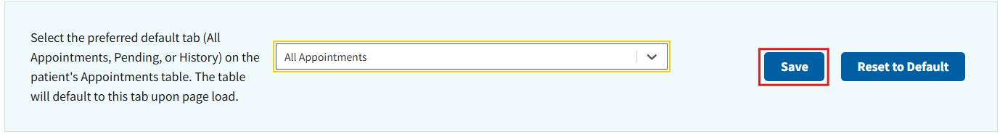 Select the preferred default tab (All
Appointments, Pending, or History) on the
patient's Appointments table. The table
will default to this tab upon page load.
All Appointments
Save
Reset to Default